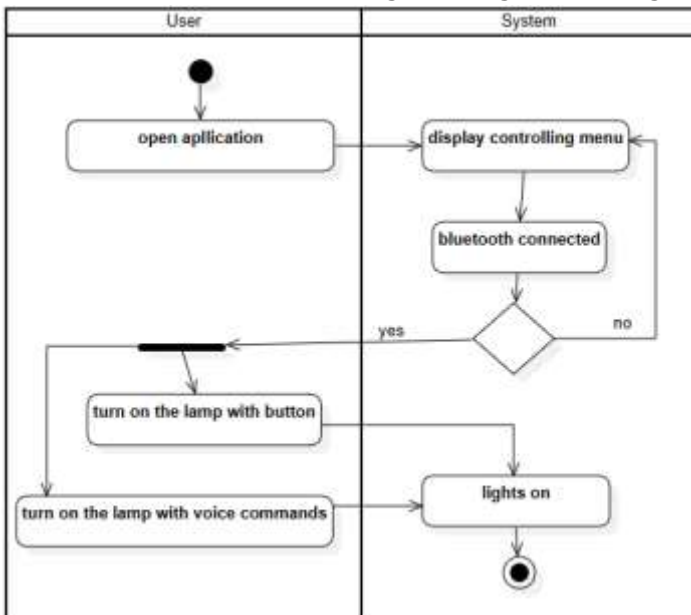 User
System
open apllication
display controlling menu
bluetooth connected
yes
no
turn on the lamp with button
lights on
turn on the lamp with voice commands